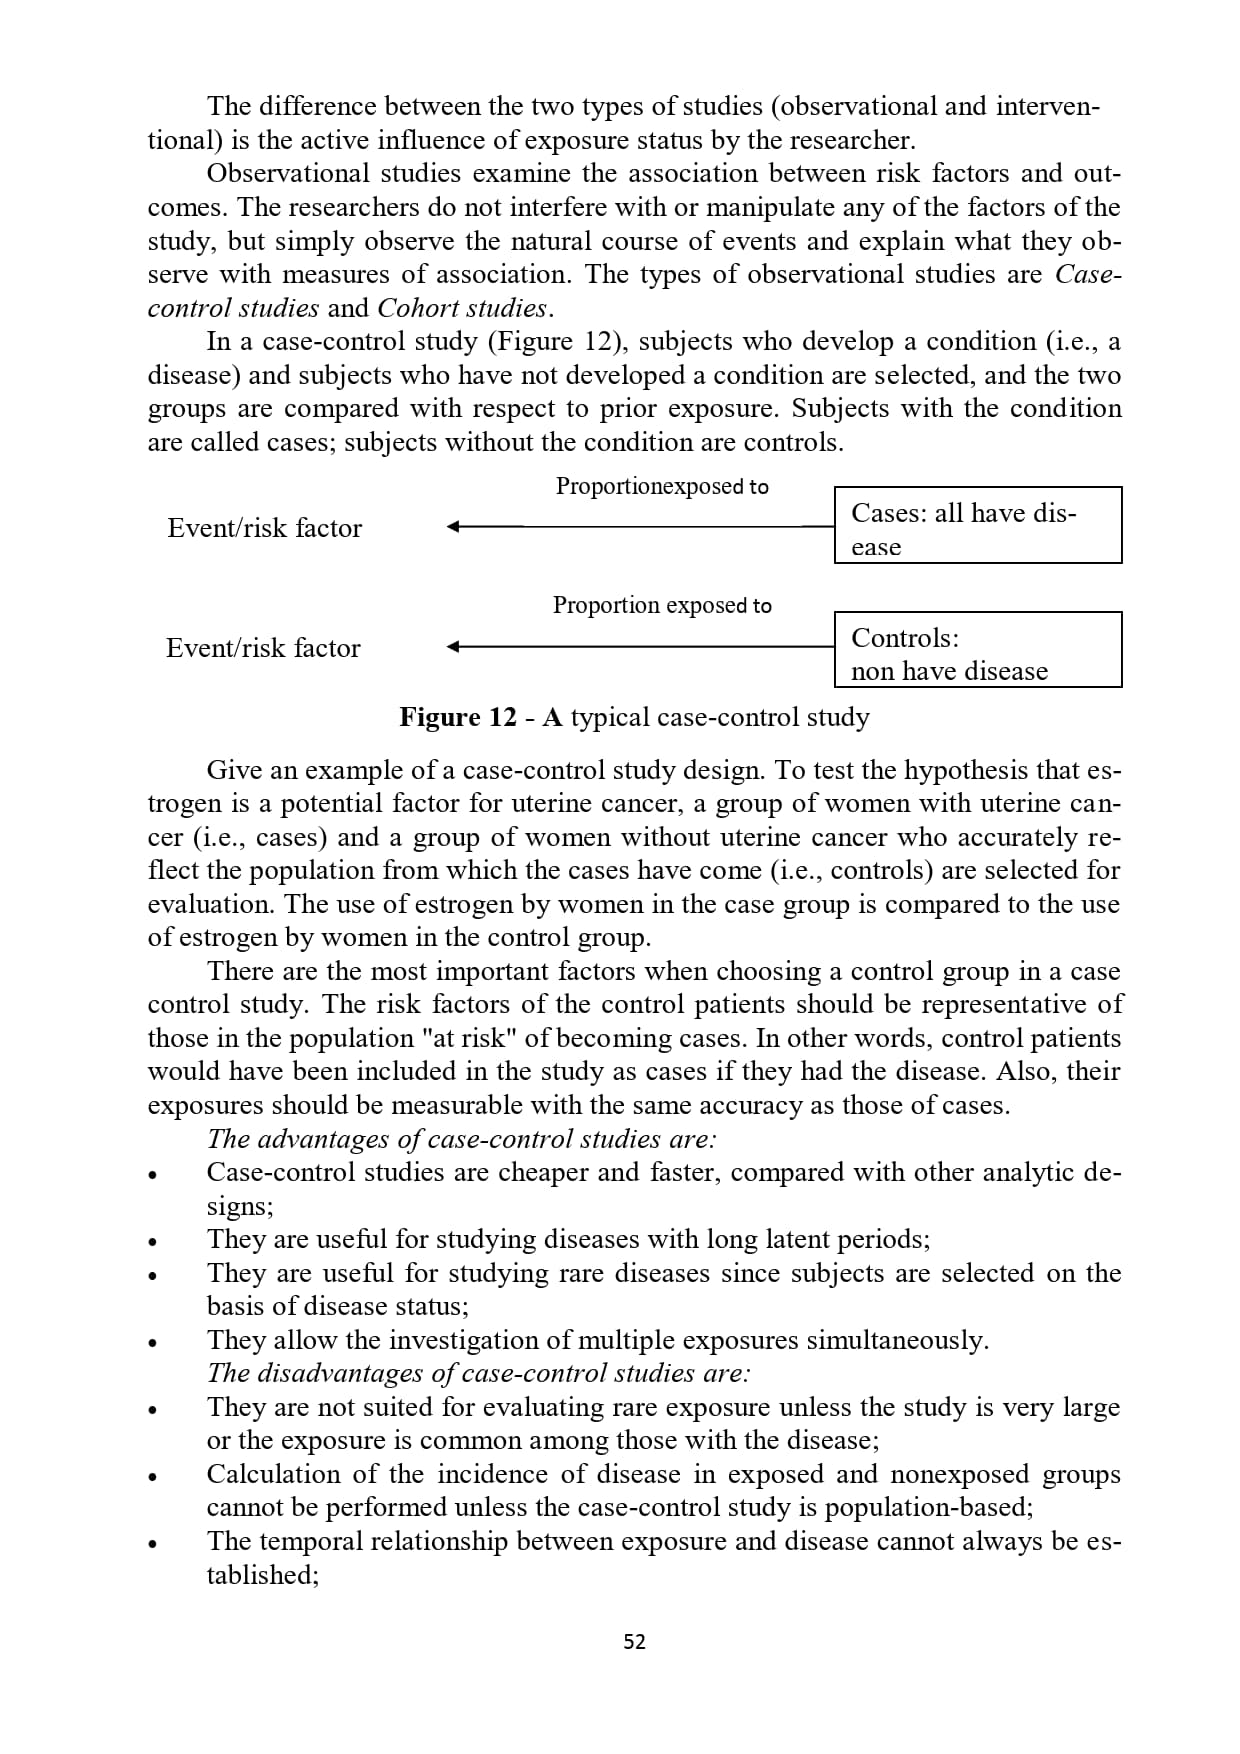 The difference between the two types of studies (observational and interven-
tional) is the active influence of exposure status by the researcher.
Observational studies examine the association between risk factors and out-
comes. The researchers do not interfere with or manipulate any of the factors of the
study, but simply observe the natural course of events and explain what they ob-
serve with measures of association. The types of observational studies are Case-
control studies and Cohort studies.
In a case-control study (Figure 12), subjects who develop a condition (i.e., a
disease) and subjects who have not developed a condition are selected, and the two
groups are compared with respect to prior exposure. Subjects with the condition
are called cases; subjects without the condition are controls.
Proportionexposed to
Event/risk factor
Cases: all have dis-
ease
Proportion exposed to
Event/risk factor
Controls:
non have disease
Figure 12 - A typical case-control study
Give an example of a case-control study design. To test the hypothesis that es-
trogen is a potential factor for uterine cancer, a group of women with uterine can-
cer (i.e., cases) and a group of women without uterine cancer who accurately re-
flect the population from which the cases have come (i.e., controls) are selected for
evaluation. The use of estrogen by women in the case group is compared to the use
of estrogen by women in the control group.
There are the most important factors when choosing a control group in a case
control study. The risk factors of the control patients should be representative of
those in the population "at risk" of becoming cases. In other words, control patients
would have been included in the study as cases if they had the disease. Also, their
exposures should be measurable with the same accuracy as those of cases.
The advantages of case-control studies are:
• Case-control studies are cheaper and faster, compared with other analytic de-
signs;
• They are useful for studying diseases with long latent periods;
• They are useful for studying rare diseases since subjects are selected on the
basis of disease status;
• They allow the investigation of multiple exposures simultaneously.
The disadvantages of case-control studies are:
• They are not suited for evaluating rare exposure unless the study is very large
or the exposure is common among those with the disease;
• Calculation of the incidence of disease in exposed and nonexposed groups
cannot be performed unless the case-control study is population-based;
• The temporal relationship between exposure and disease cannot always be es-
tablished;
52